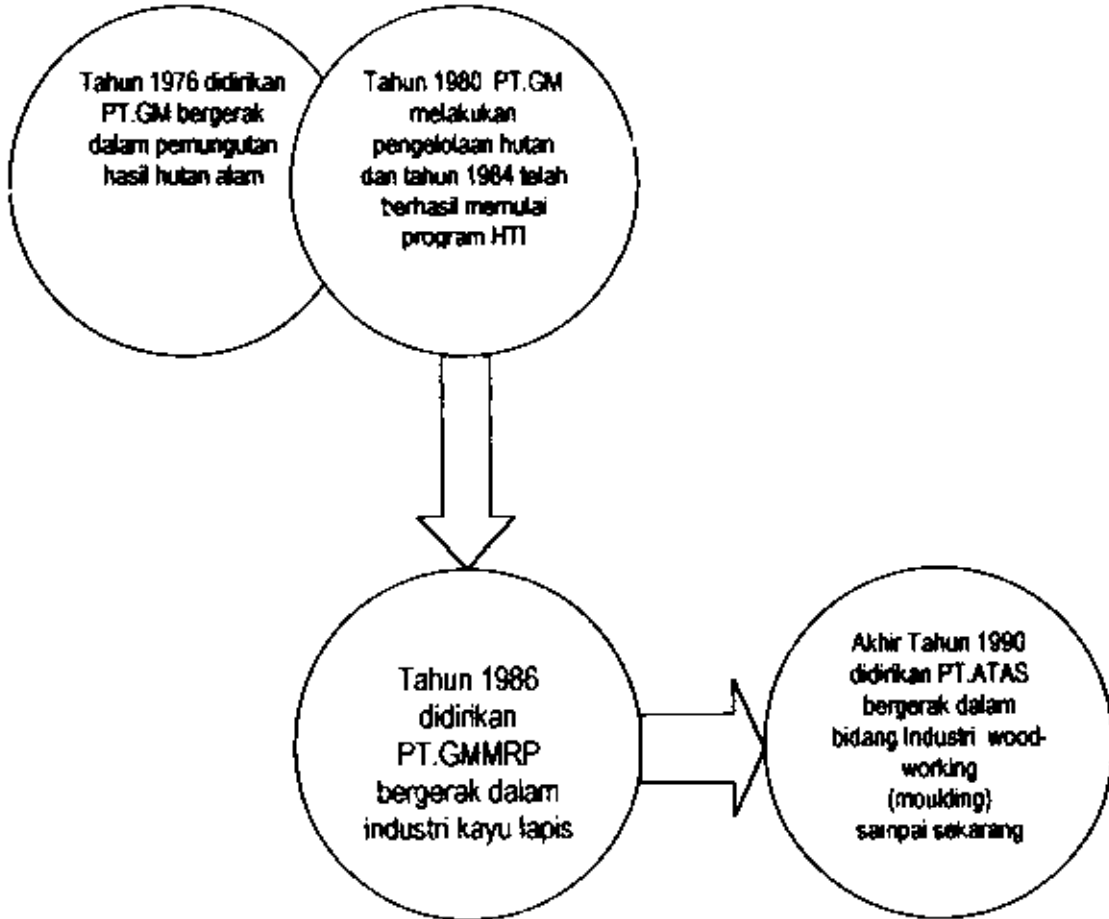 Tahun 1976 didirikan
PT.GM bergerak
dalam pemungutan
hasil hutan alam
Tahun 1980 PT.GM
melakukan
pengelolaan hutan
dan tahun 1984 telah
berhasil memulai
program HTI
Tahun 1986
didirikan
PT.GMMRP
bergerak dalam
industri kayu lapis
Akhir Tahun 1990
didirikan PT.ATAS
bergerak dalam
bidang Industri wood-
working
(moulding)
sampai sekarang